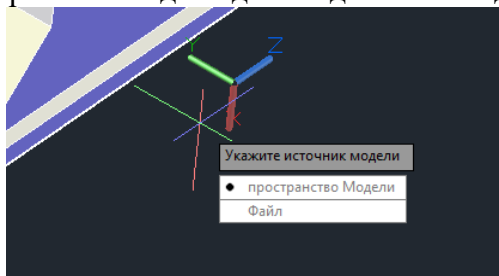 Y
Z
X
Укажите источник модели
пространство Модели
Файл